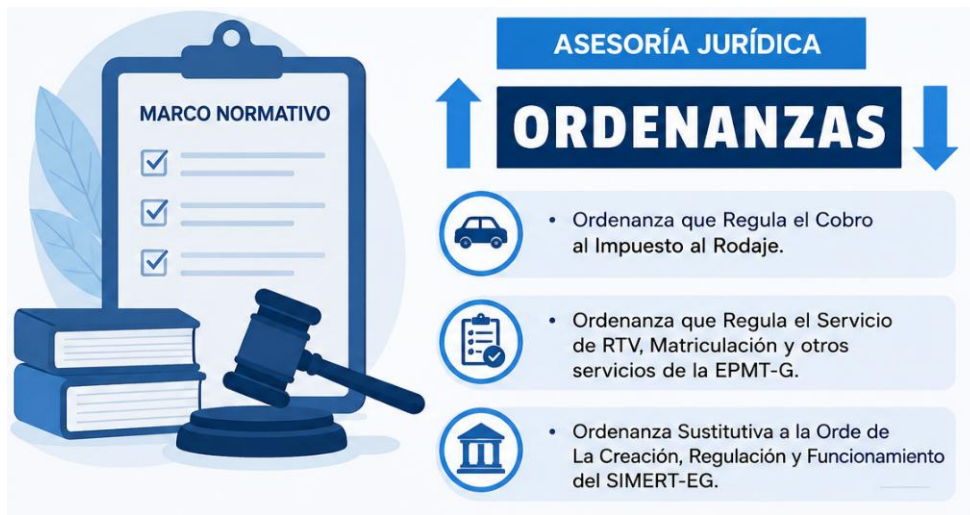 MARCO NORMATIVO
ASESORÍA JURÍDICA
ORDENANZAS
• Ordenanza que Regula el Cobro
al Impuesto al Rodaje.
• Ordenanza que Regula el Servicio
de RTV, Matriculación y otros
servicios de la EPMT-G.
• Ordenanza Sustitutiva a la Orde de
La Creación, Regulación y Funcionamiento
del SIMERT-EG.